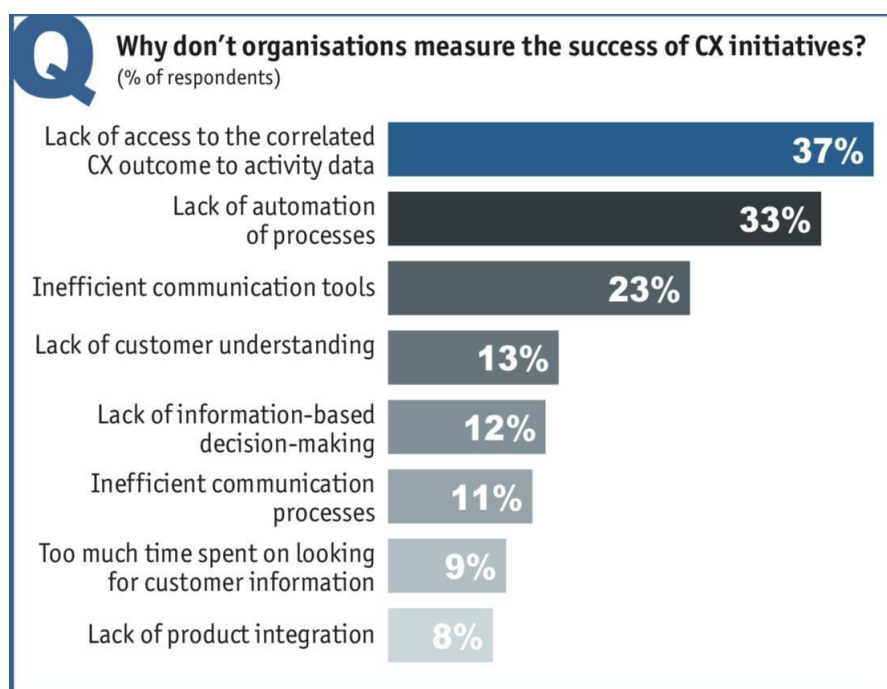 Q
Why don't organisations measure the success of CX initiatives?
(% of respondents)
Lack of access to the correlated
CX outcome to activity data
37%
Lack of automation
of processes
33%
Inefficient communication tools
23%
Lack of customer understanding
13%
Lack of information-based
decision-making
12%
Inefficient communication
processes
11%
Too much time spent on looking
for customer information
9%
Lack of product integration
8%